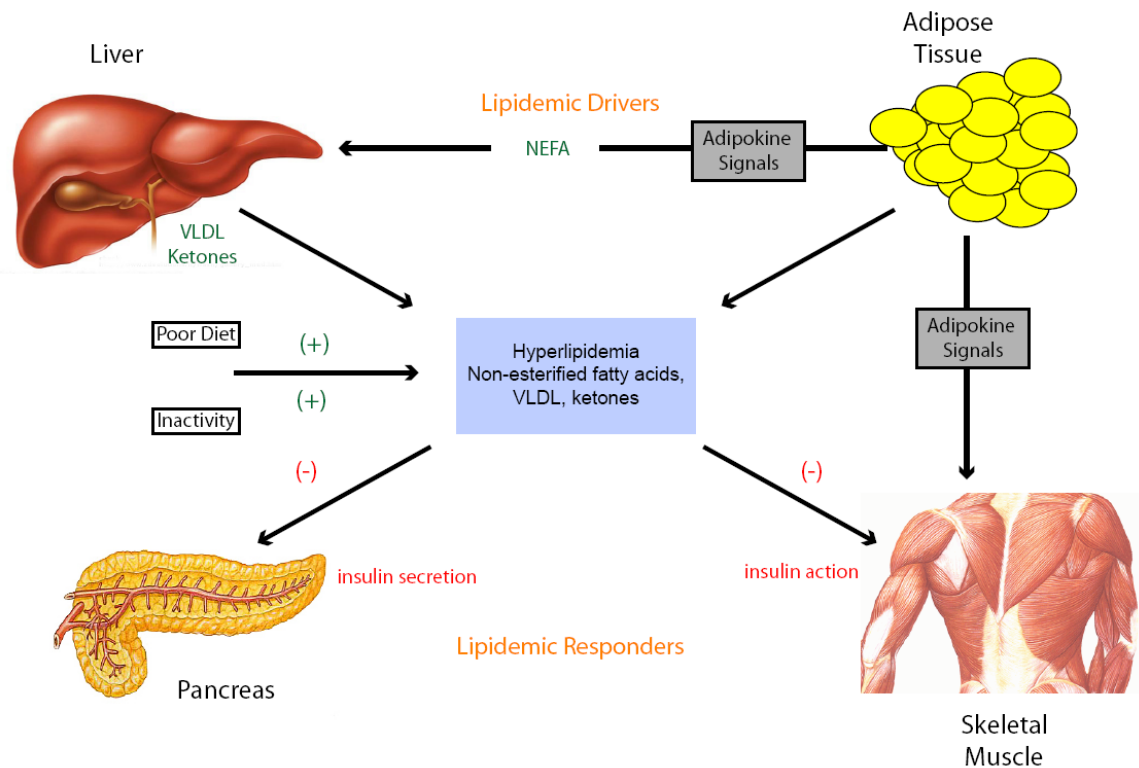 Liver
Adipose
Tissue
Lipidemic Drivers
NEFA
Adipokine
Signals
VLDL
Ketones
Poor Diet
(+)
(+)
Inactivity
Hyperlipidemia
Non-esterified fatty acids,
VLDL, ketones
Adipokine
Signals
(-)
(-)
insulin secretion
insulin action
Lipidemic Responders
Pancreas
Skeletal
Muscle